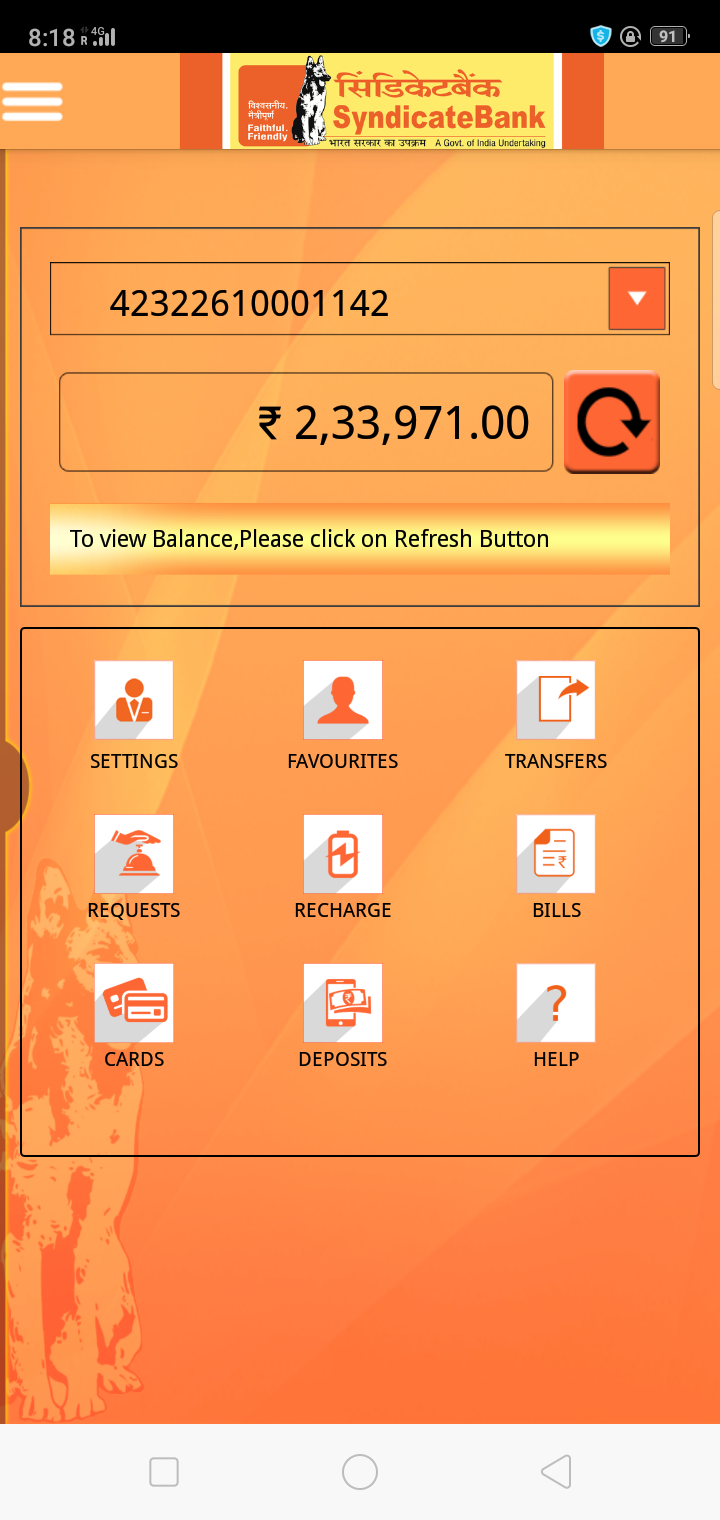 8:18 R 4G 91
विश्वसनीय.
मैत्रीपूर्ण
Faithful.
Friendly
सिंडिकेटबैंक
SyndicateBank
भारत सरकार का उपक्रम A Govt. of India Undertaking
42322610001142
₹ 2,33,971.00
To view Balance,Please click on Refresh Button
SETTINGS FAVOURITES TRANSFERS
REQUESTS RECHARGE BILLS
CARDS DEPOSITS HELP